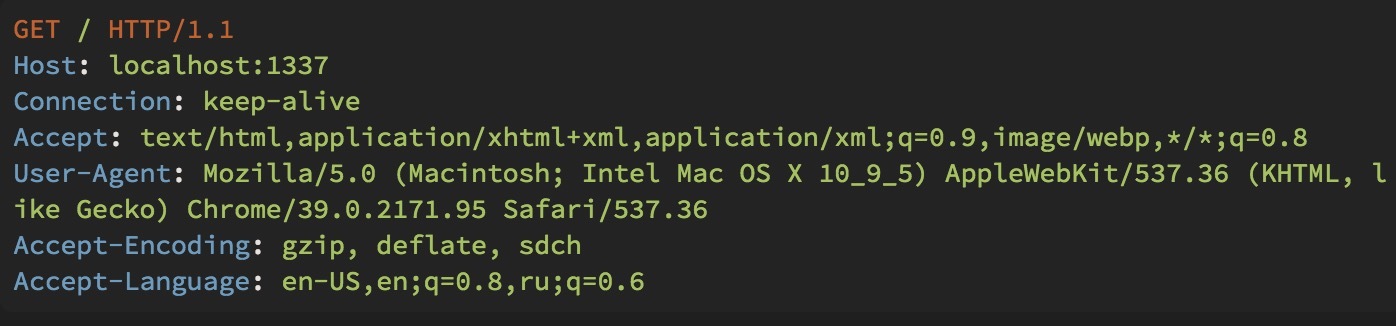 GET / HTTP/1.1
Host: localhost:1337
Connection: keep-alive
Accept: text/html,application/xhtml+xml,application/xml;q=0.9,image/webp,*/*;q=0.8
User-Agent: Mozilla/5.0 (Macintosh; Intel Mac OS X 10_9_5) AppleWebKit/537.36 (KHTML, l
ike Gecko) Chrome/39.0.2171.95 Safari/537.36
Accept-Encoding: gzip, deflate, sdch
Accept-Language: en-US,en;q=0.8,ru;q=0.6